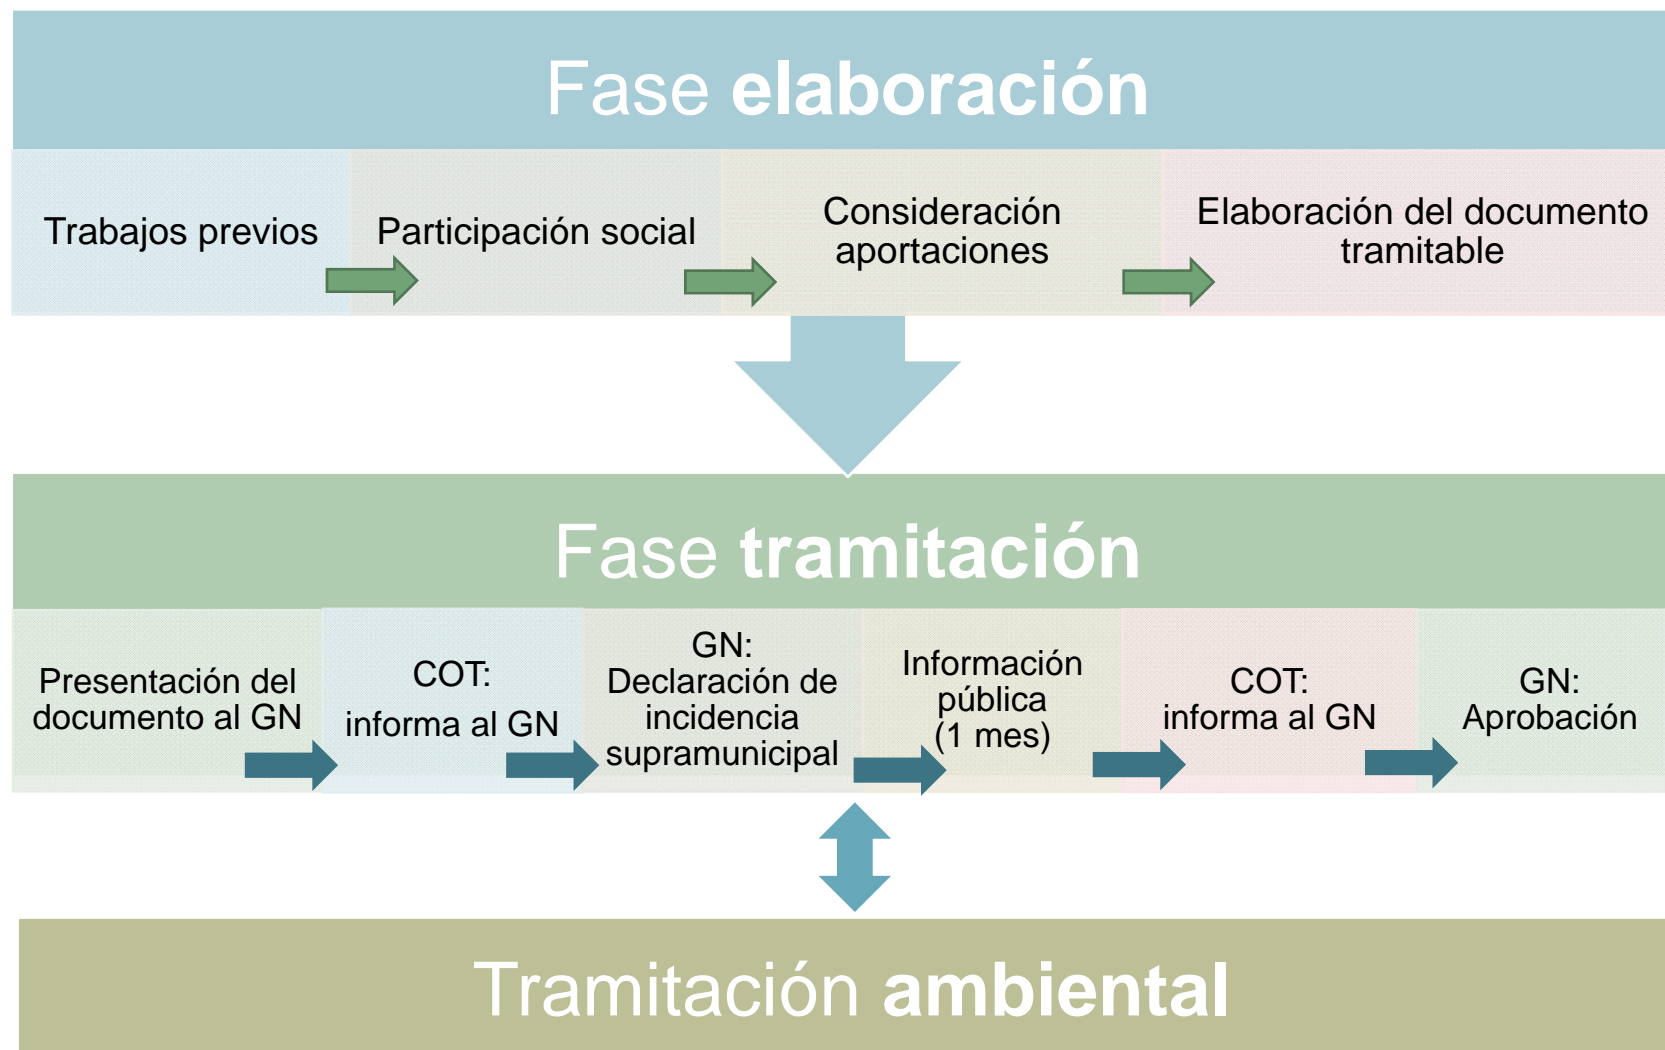 Fase elaboración
Trabajos previos
Participación social
Consideración
aportaciones
Elaboración del documento
tramitable
Fase tramitación
Presentación del
documento al GN
COT:
informa al GN
GN:
Declaración de
incidencia
supramunicipal
Información
pública
(1 mes)
COT:
informa al GN
GN:
Aprobación
Tramitación ambiental